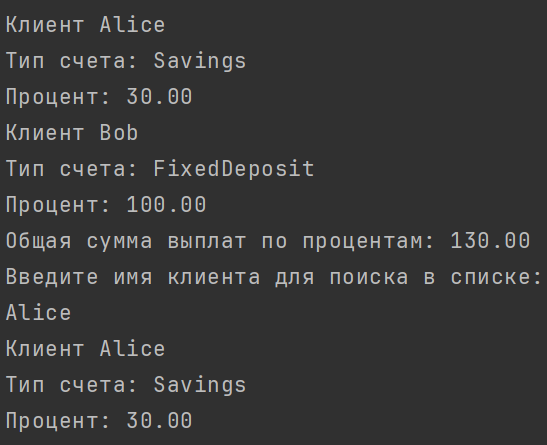 Клиент Alice
Тип счета: Savings
Процент: 30.00
Клиент Bob
Тип счета: FixedDeposit
Процент: 100.00
Общая сумма выплат по процентам: 130.00
Введите имя клиента для поиска в списке:
Alice
Клиент Alice
Тип счета: Savings
Процент: 30.00